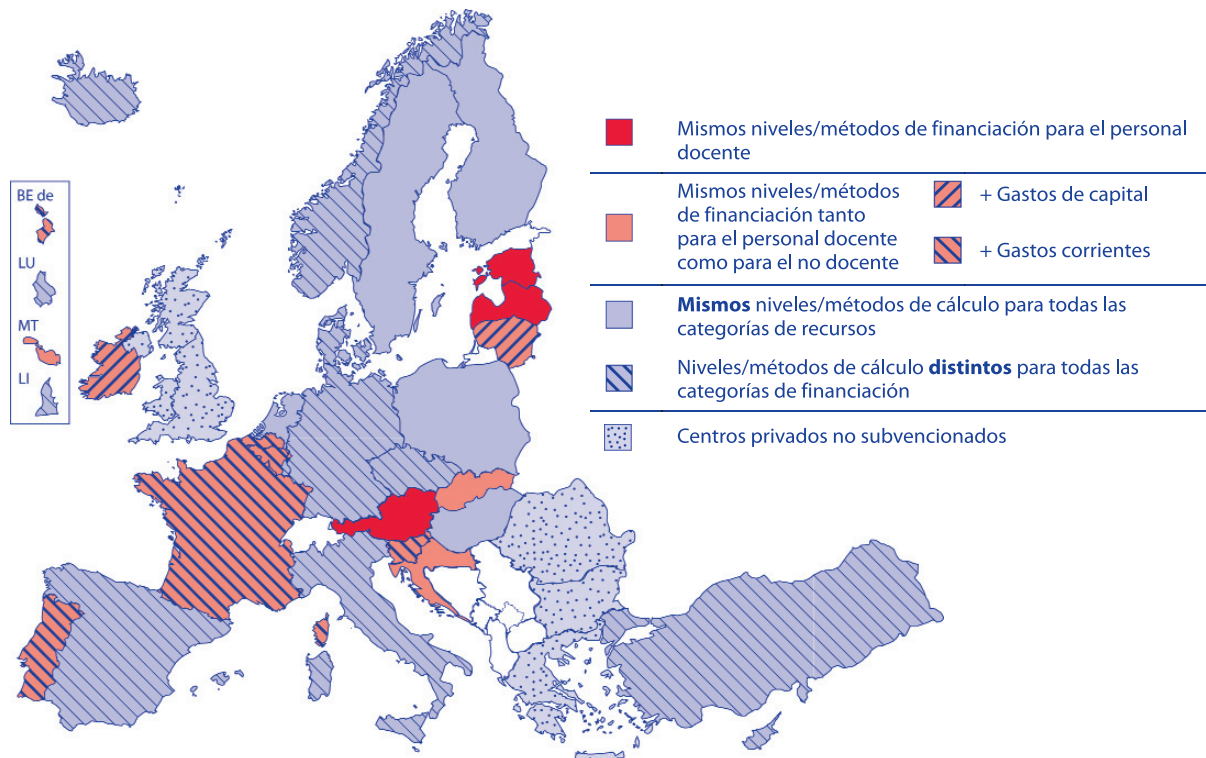 BE de
LU
MT
LI
Mismos niveles/métodos de financiación para el personal
docente
Mismos niveles/métodos
de financiación tanto
para el personal docente
como para el no docente
+ Gastos de capital
+ Gastos corrientes
Mismos niveles/métodos de cálculo para todas las
categorías de recursos
Niveles/métodos de cálculo distintos para todas las
categorías de financiación
Centros privados no subvencionados